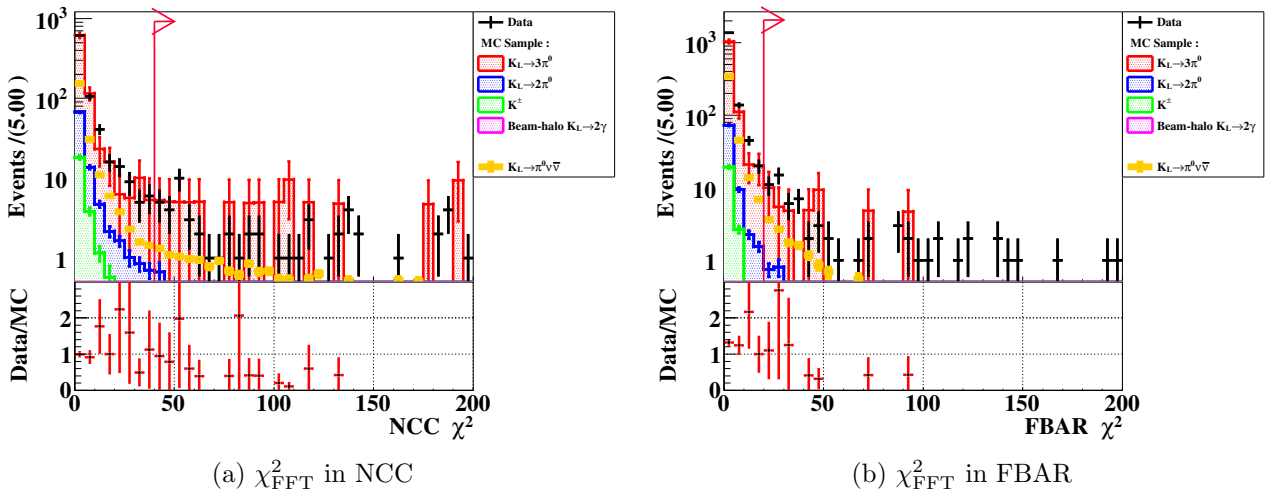 Events /(5.00)
10³
10²
10
1
Data
MC Sample :
K_L→3π⁰
K_L→2π⁰
K^±
Beam-halo K_L→2γ
K_L→π⁰νν̅
Data/MC
2
1
0
0 50 100 150 200
NCC χ²
(a) χ²_FFT in NCC
Events /(5.00)
10³
10²
10
1
Data
MC Sample :
K_L→3π⁰
K_L→2π⁰
K^±
Beam-halo K_L→2γ
K_L→π⁰νν̅
Data/MC
2
1
0
0 50 100 150 200
FBAR χ²
(b) χ²_FFT in FBAR